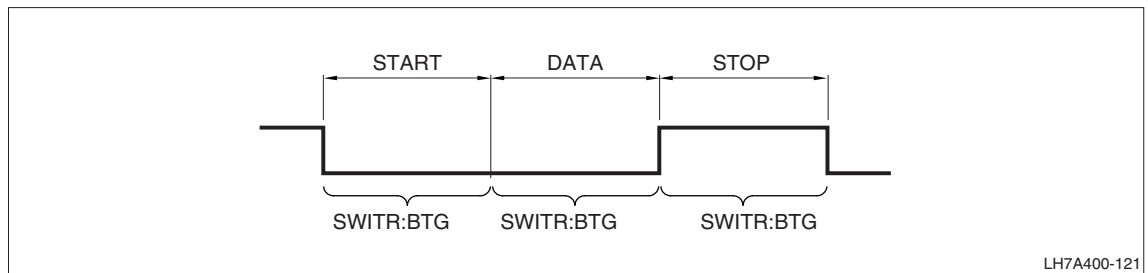 START DATA STOP
SWITR:BTG SWITR:BTG SWITR:BTG
LH7A400-121